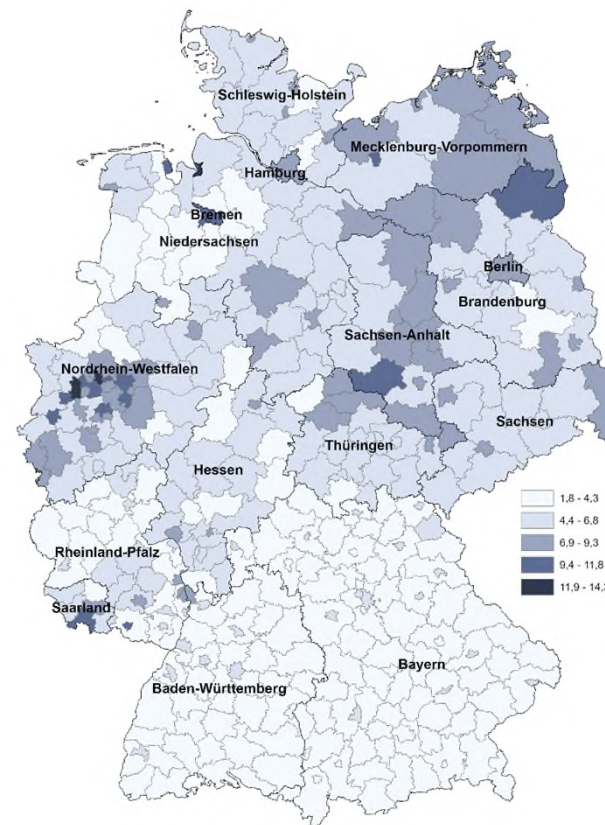 Schleswig-Holstein
Mecklenburg-Vorpommern
Hamburg
Bremen
Niedersachsen
Berlin
Brandenburg
Sachsen-Anhalt
Nordrhein-Westfalen
Sachsen
Thüringen
Hessen
1,8 - 4,3
4,4 - 6,8
6,9 - 9,3
9,4 - 11,8
11,9 - 14,3
Rheinland-Pfalz
Saarland
Bayern
Baden-Württemberg